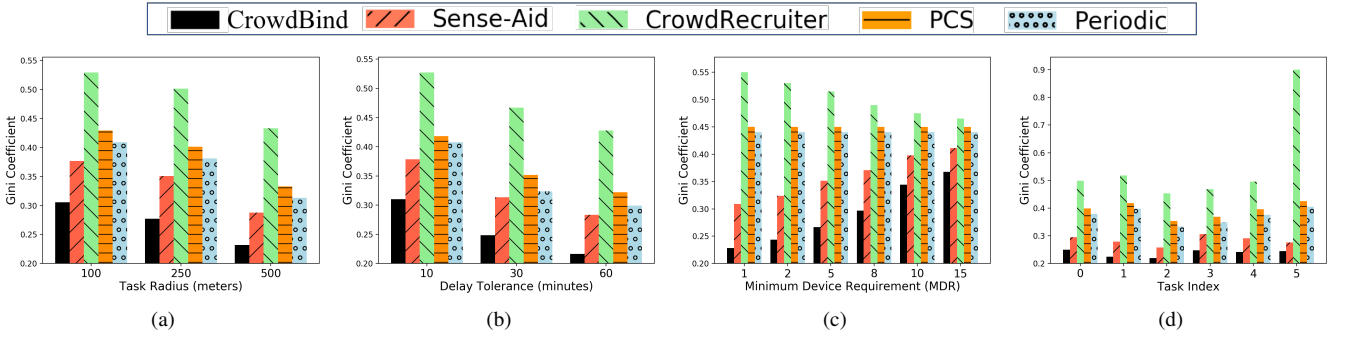 CrowdBind Sense-Aid CrowdRecruiter PCS Periodic
Gini Coefficient
0.55
0.50
0.45
0.40
0.35
0.30
0.25
0.20
100 250 500
Task Radius (meters)
(a)
Gini Coefficient
0.55
0.50
0.45
0.40
0.35
0.30
0.25
0.20
10 30 60
Delay Tolerance (minutes)
(b)
Gini Coefficient
0.55
0.50
0.45
0.40
0.35
0.30
0.25
0.20
1 2 5 8 10 15
Minimum Device Requirement (MDR)
(c)
Gini Coefficient
0.9
0.8
0.7
0.6
0.5
0.4
0.3
0.2
0 1 2 3 4 5
Task Index
(d)